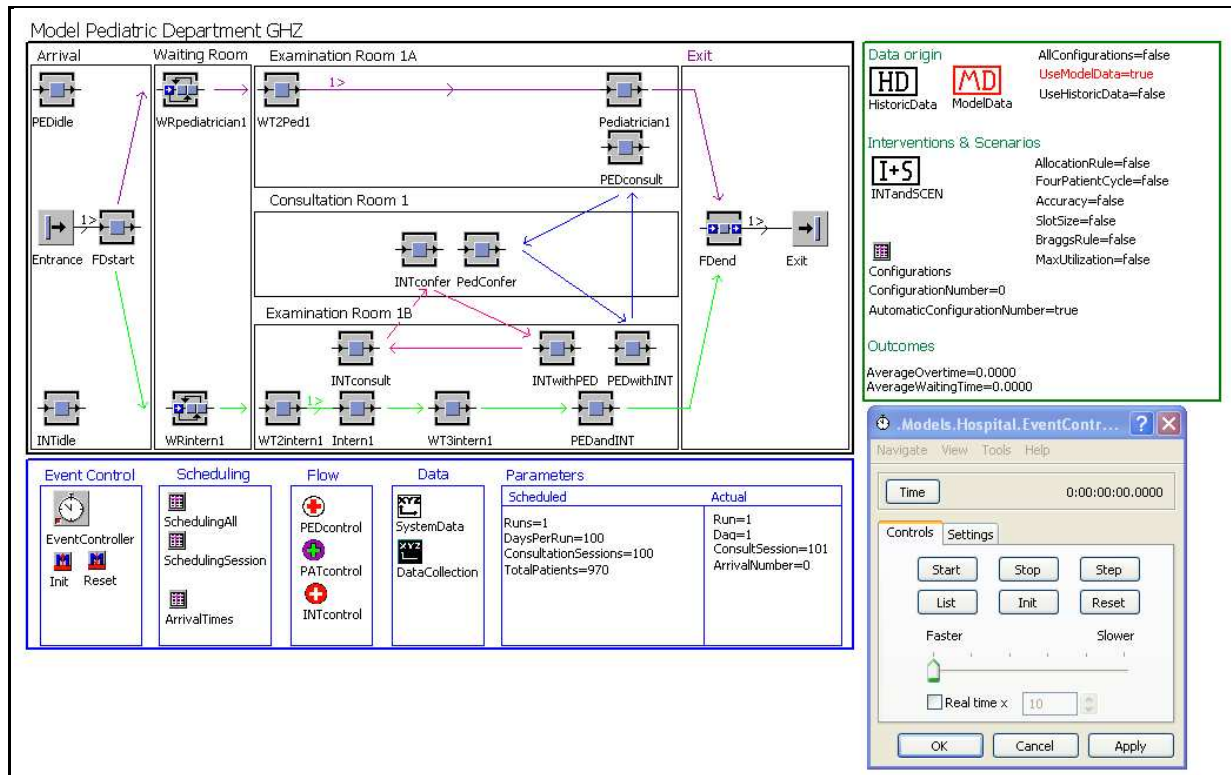 Model Pediatric Department GHZ
Arrival
Waiting Room
Examination Room 1A
Exit
PEDidle
WRpediatrician1
WT2Ped1
1>
Pediatrician1
PEDconsult
Consultation Room 1
1>
Entrance
FDstart
INTconfer
PedConfer
1>
FDend
Exit
Examination Room 1B
INTconsult
INTwithPED
PEDwithINT
1>
INTidle
WRintern1
WT2intern1
Intern1
WT3intern1
PEDandINT
Data origin
HD
HistoricData
MD
ModelData
AllConfigurations=false
UseModelData=true
UseHistoricData=false
Interventions & Scenarios
I+S
INTandSCEN
AllocationRule=false
FourPatientCycle=false
Accuracy=false
SlotSize=false
BraggsRule=false
MaxUtilization=false
Configurations
ConfigurationNumber=0
AutomaticConfigurationNumber=true
Outcomes
AverageOvertime=0.0000
AverageWaitingTime=0.0000
Event Control
EventController
M
M
Init
Reset
Scheduling
SchedulingAll
SchedulingSession
ArrivalTimes
Flow
PEDcontrol
PATcontrol
INTcontrol
Data
XYZ
SystemData
XYZ
DataCollection
Parameters
Scheduled
Runs=1
DaysPerRun=100
ConsultationSessions=100
TotalPatients=970
Actual
Run=1
Daq=1
ConsultSession=101
ArrivalNumber=0
.Models.Hospital.EventContr...
Navigate View Tools Help
Time
0:00:00:00.0000
Controls
Settings
Start
Stop
Step
List
Init
Reset
Faster
Slower
Real time x
10
OK
Cancel
Apply